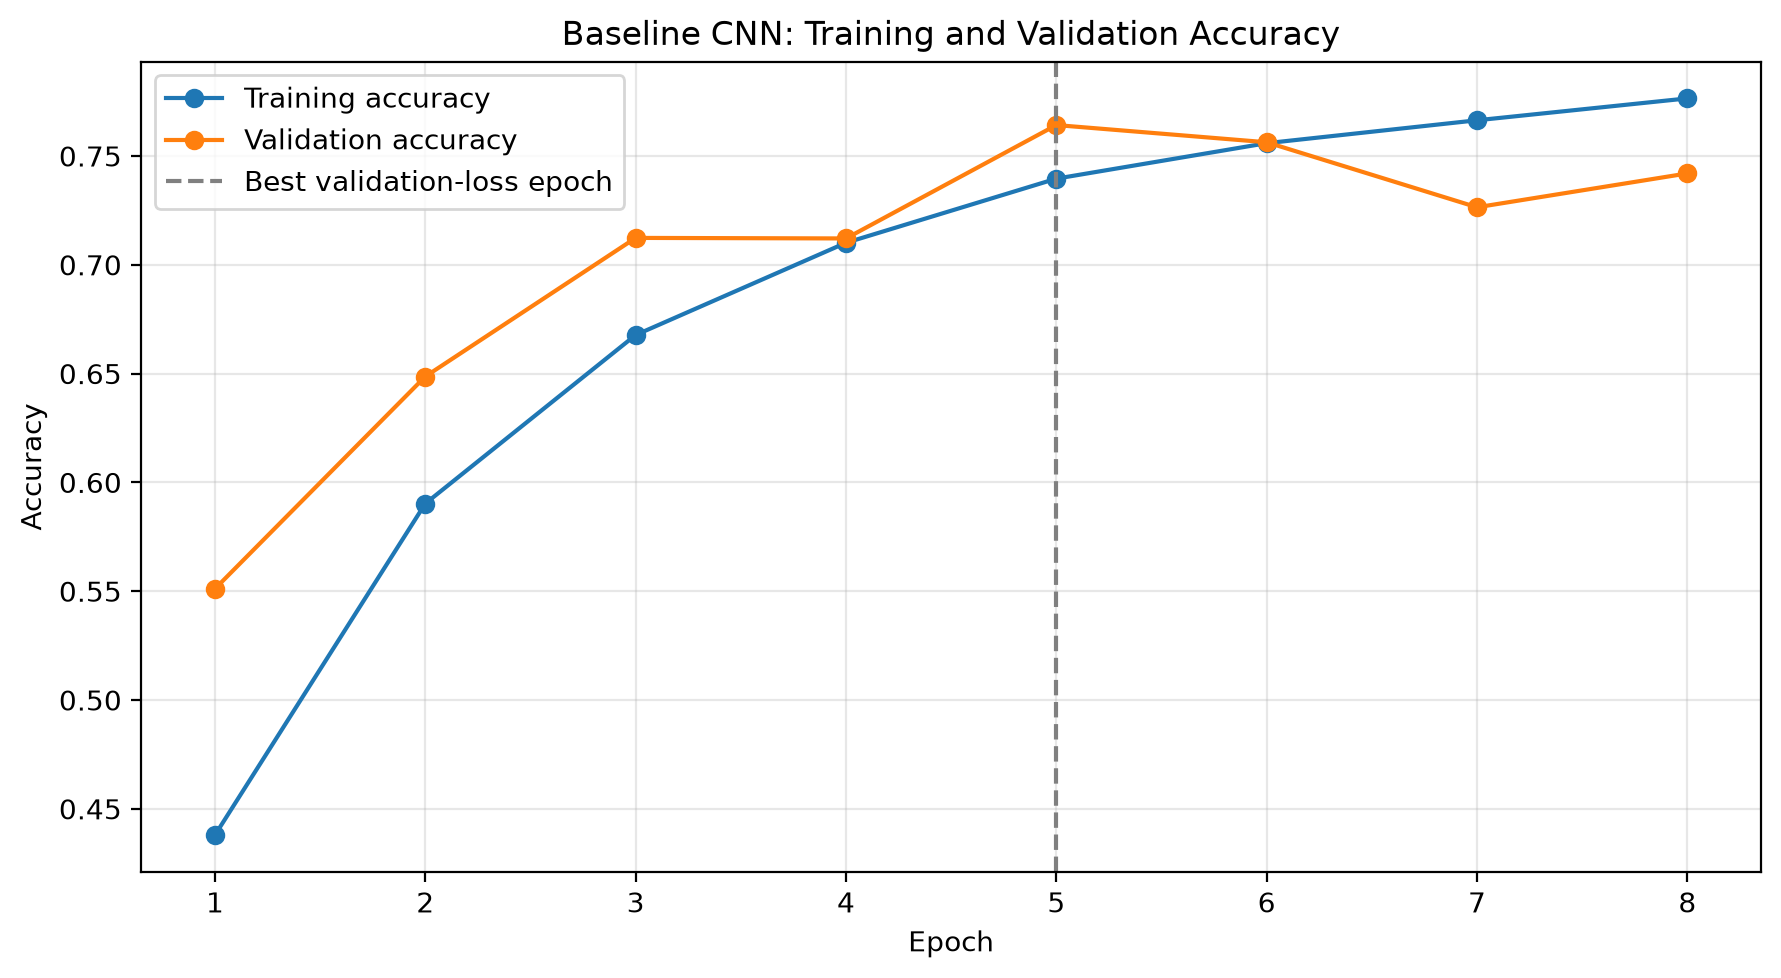 Baseline CNN: Training and Validation Accuracy
Training accuracy
Validation accuracy
Best validation-loss epoch
Accuracy
0.75
0.70
0.65
0.60
0.55
0.50
0.45
1 2 3 4 5 6 7 8
Epoch